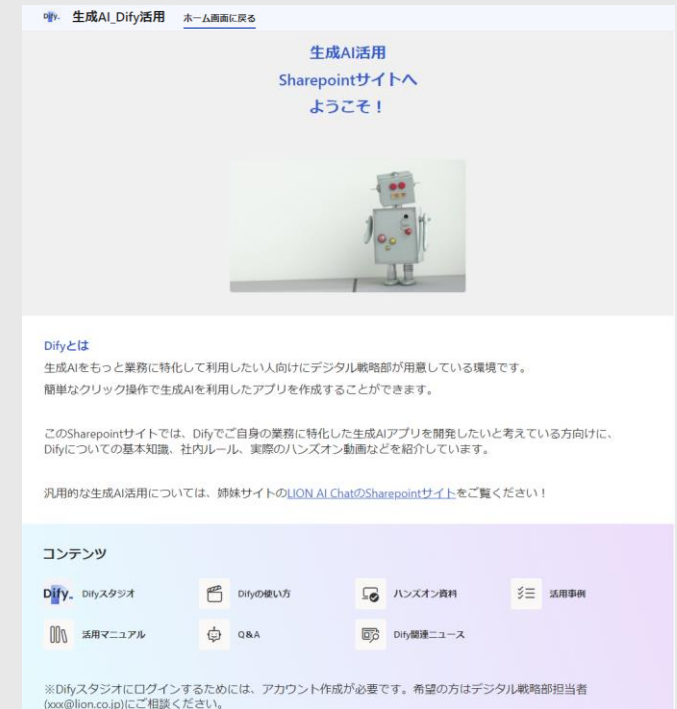 Dify. 生成AI_Dify活用 ホーム画面に戻る
生成AI活用
Sharepointサイトへ
ようこそ！
Difyとは
生成AIをもっと業務に特化して利用したい人向けにデジタル戦略部が用意している環境です。
簡単なクリック操作で生成AIを利用したアプリを作成することができます。
このSharepointサイトでは、Difyでご自身の業務に特化した生成AIアプリを開発したいと考えている方向けに、
Difyについての基本知識、社内ルール、実際のハンズオン動画などを紹介しています。
汎用的な生成AI活用については、姉妹サイトのLION AI ChatのSharepointサイトをご覧ください！
コンテンツ
Dify. Difyスタジオ Difyの使い方 ハンズオン資料 活用事例
活用マニュアル Q&A Dify関連ニュース
※Difyスタジオにログインするためには、アカウント作成が必要です。希望の方はデジタル戦略部担当者
(xxx@lion.co.jp)にご相談ください。